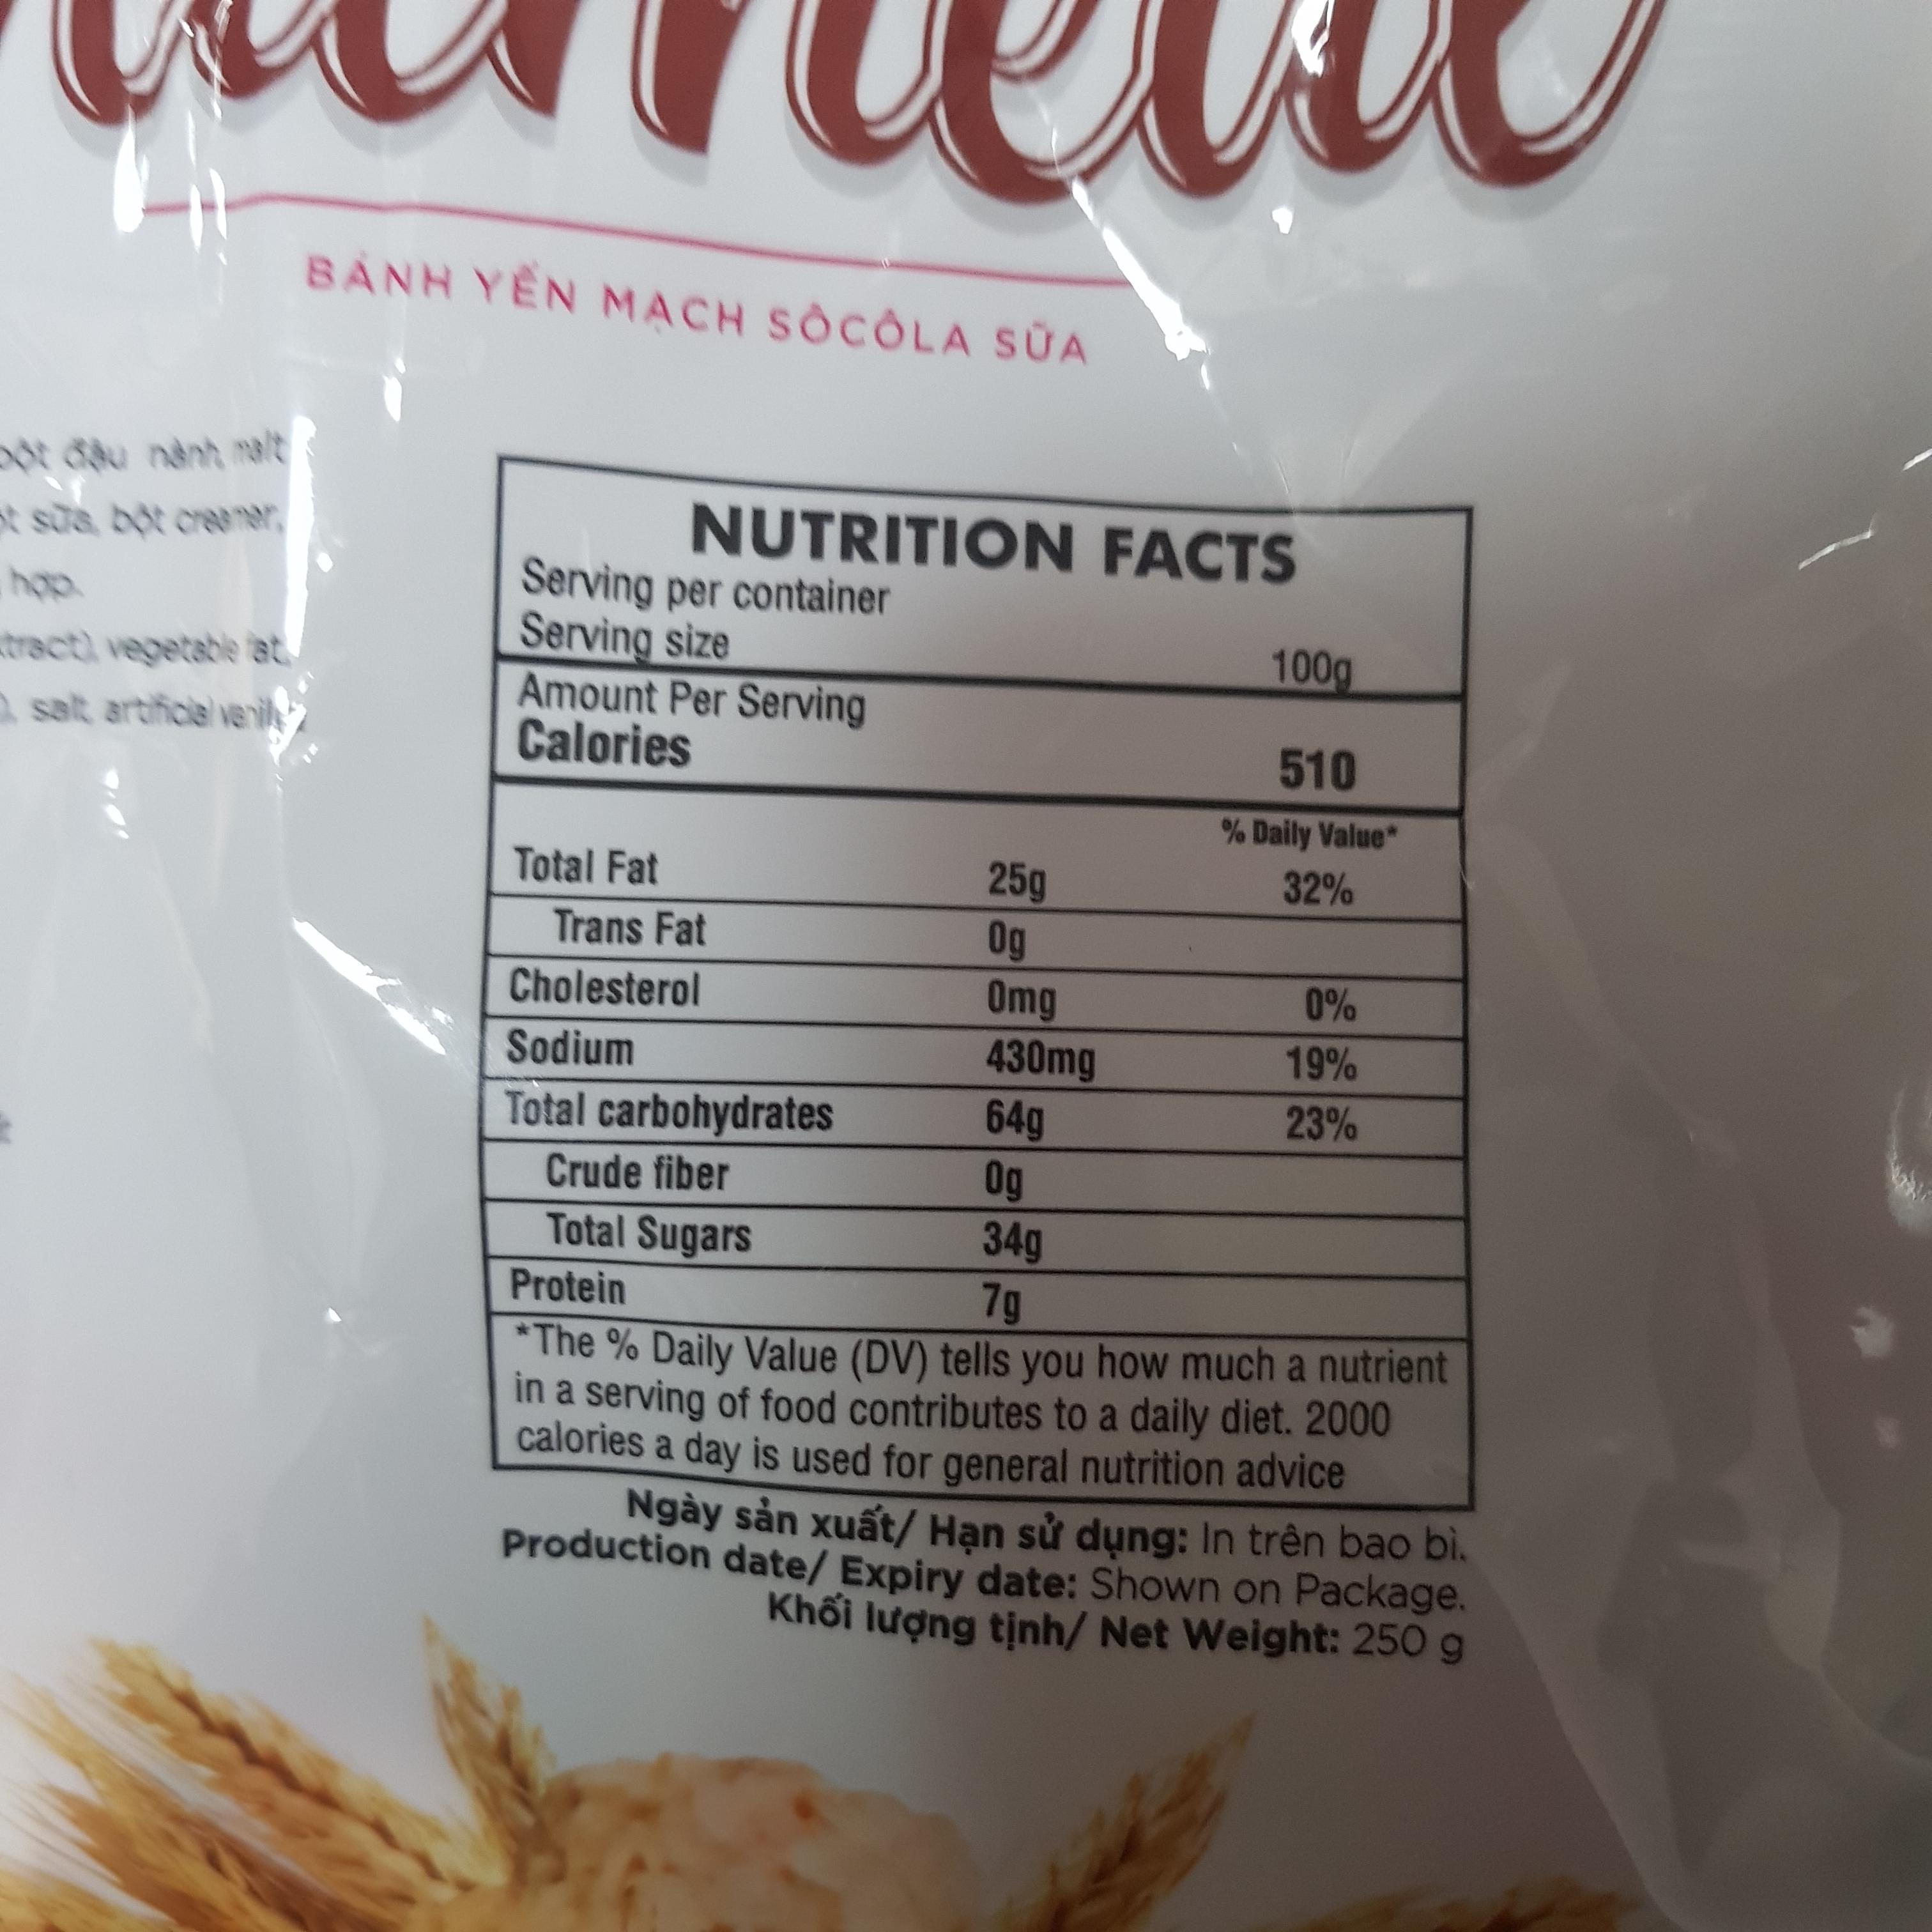 BÁNH YẾN MẠCH SÔCÔLA SỮA
đậu nành, malt
sữa, bột creamer,
hợp.
vegetable fat,
salt, artificial
NUTRITION FACTS
Serving per container
Serving size 100g
Amount Per Serving
Calories 510
% Daily Value*
Total Fat 25g 32%
Trans Fat 0g
Cholesterol 0mg 0%
Sodium 430mg 19%
Total carbohydrates 64g 23%
Crude fiber 0g
Total Sugars 34g
Protein 7g
*The % Daily Value (DV) tells you how much a nutrient
in a serving of food contributes to a daily diet. 2000
calories a day is used for general nutrition advice
Ngày sản xuất/ Hạn sử dụng: In trên bao bì.
Production date/ Expiry date: Shown on Package.
Khối lượng tịnh/ Net Weight: 250 g